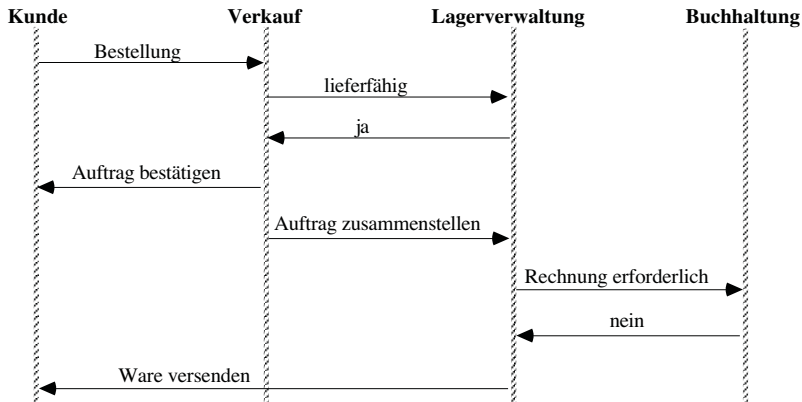 Kunde Verkauf Lagerverwaltung Buchhaltung
Bestellung
lieferfähig
ja
Auftrag bestätigen
Auftrag zusammenstellen
Rechnung erforderlich
nein
Ware versenden